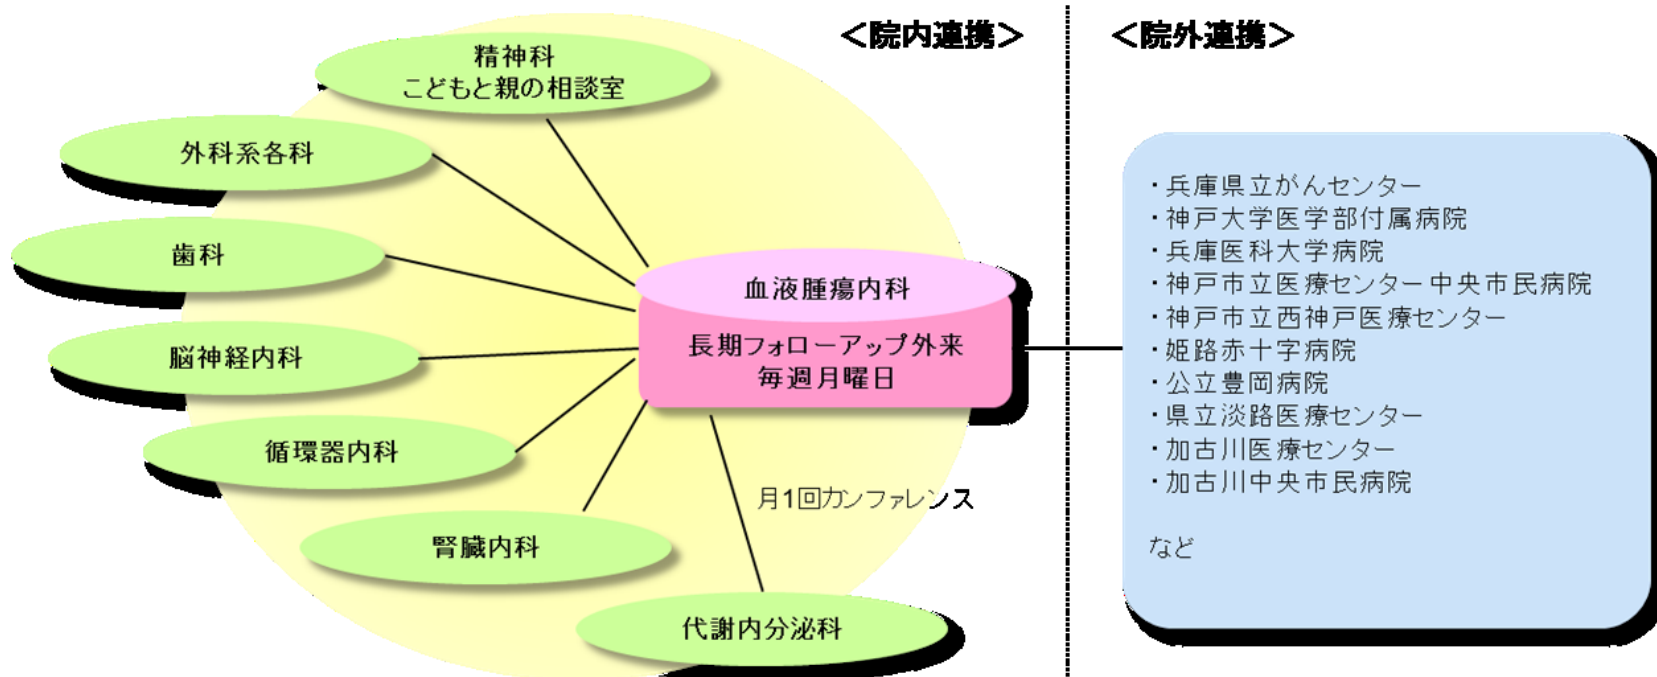 ＜院内連携＞
＜院外連携＞
精神科
こどもと親の相談室
外科系各科
歯科
脳神経内科
循環器内科
腎臓内科
代謝内分泌科
血液腫瘍内科
長期フォローアップ外来
毎週月曜日
月1回カンファレンス
・兵庫県立がんセンター
・神戸大学医学部付属病院
・兵庫医科大学病院
・神戸市立医療センター中央市民病院
・神戸市立西神戸医療センター
・姫路赤十字病院
・公立豊岡病院
・県立淡路医療センター
・加古川医療センター
・加古川中央市民病院
など